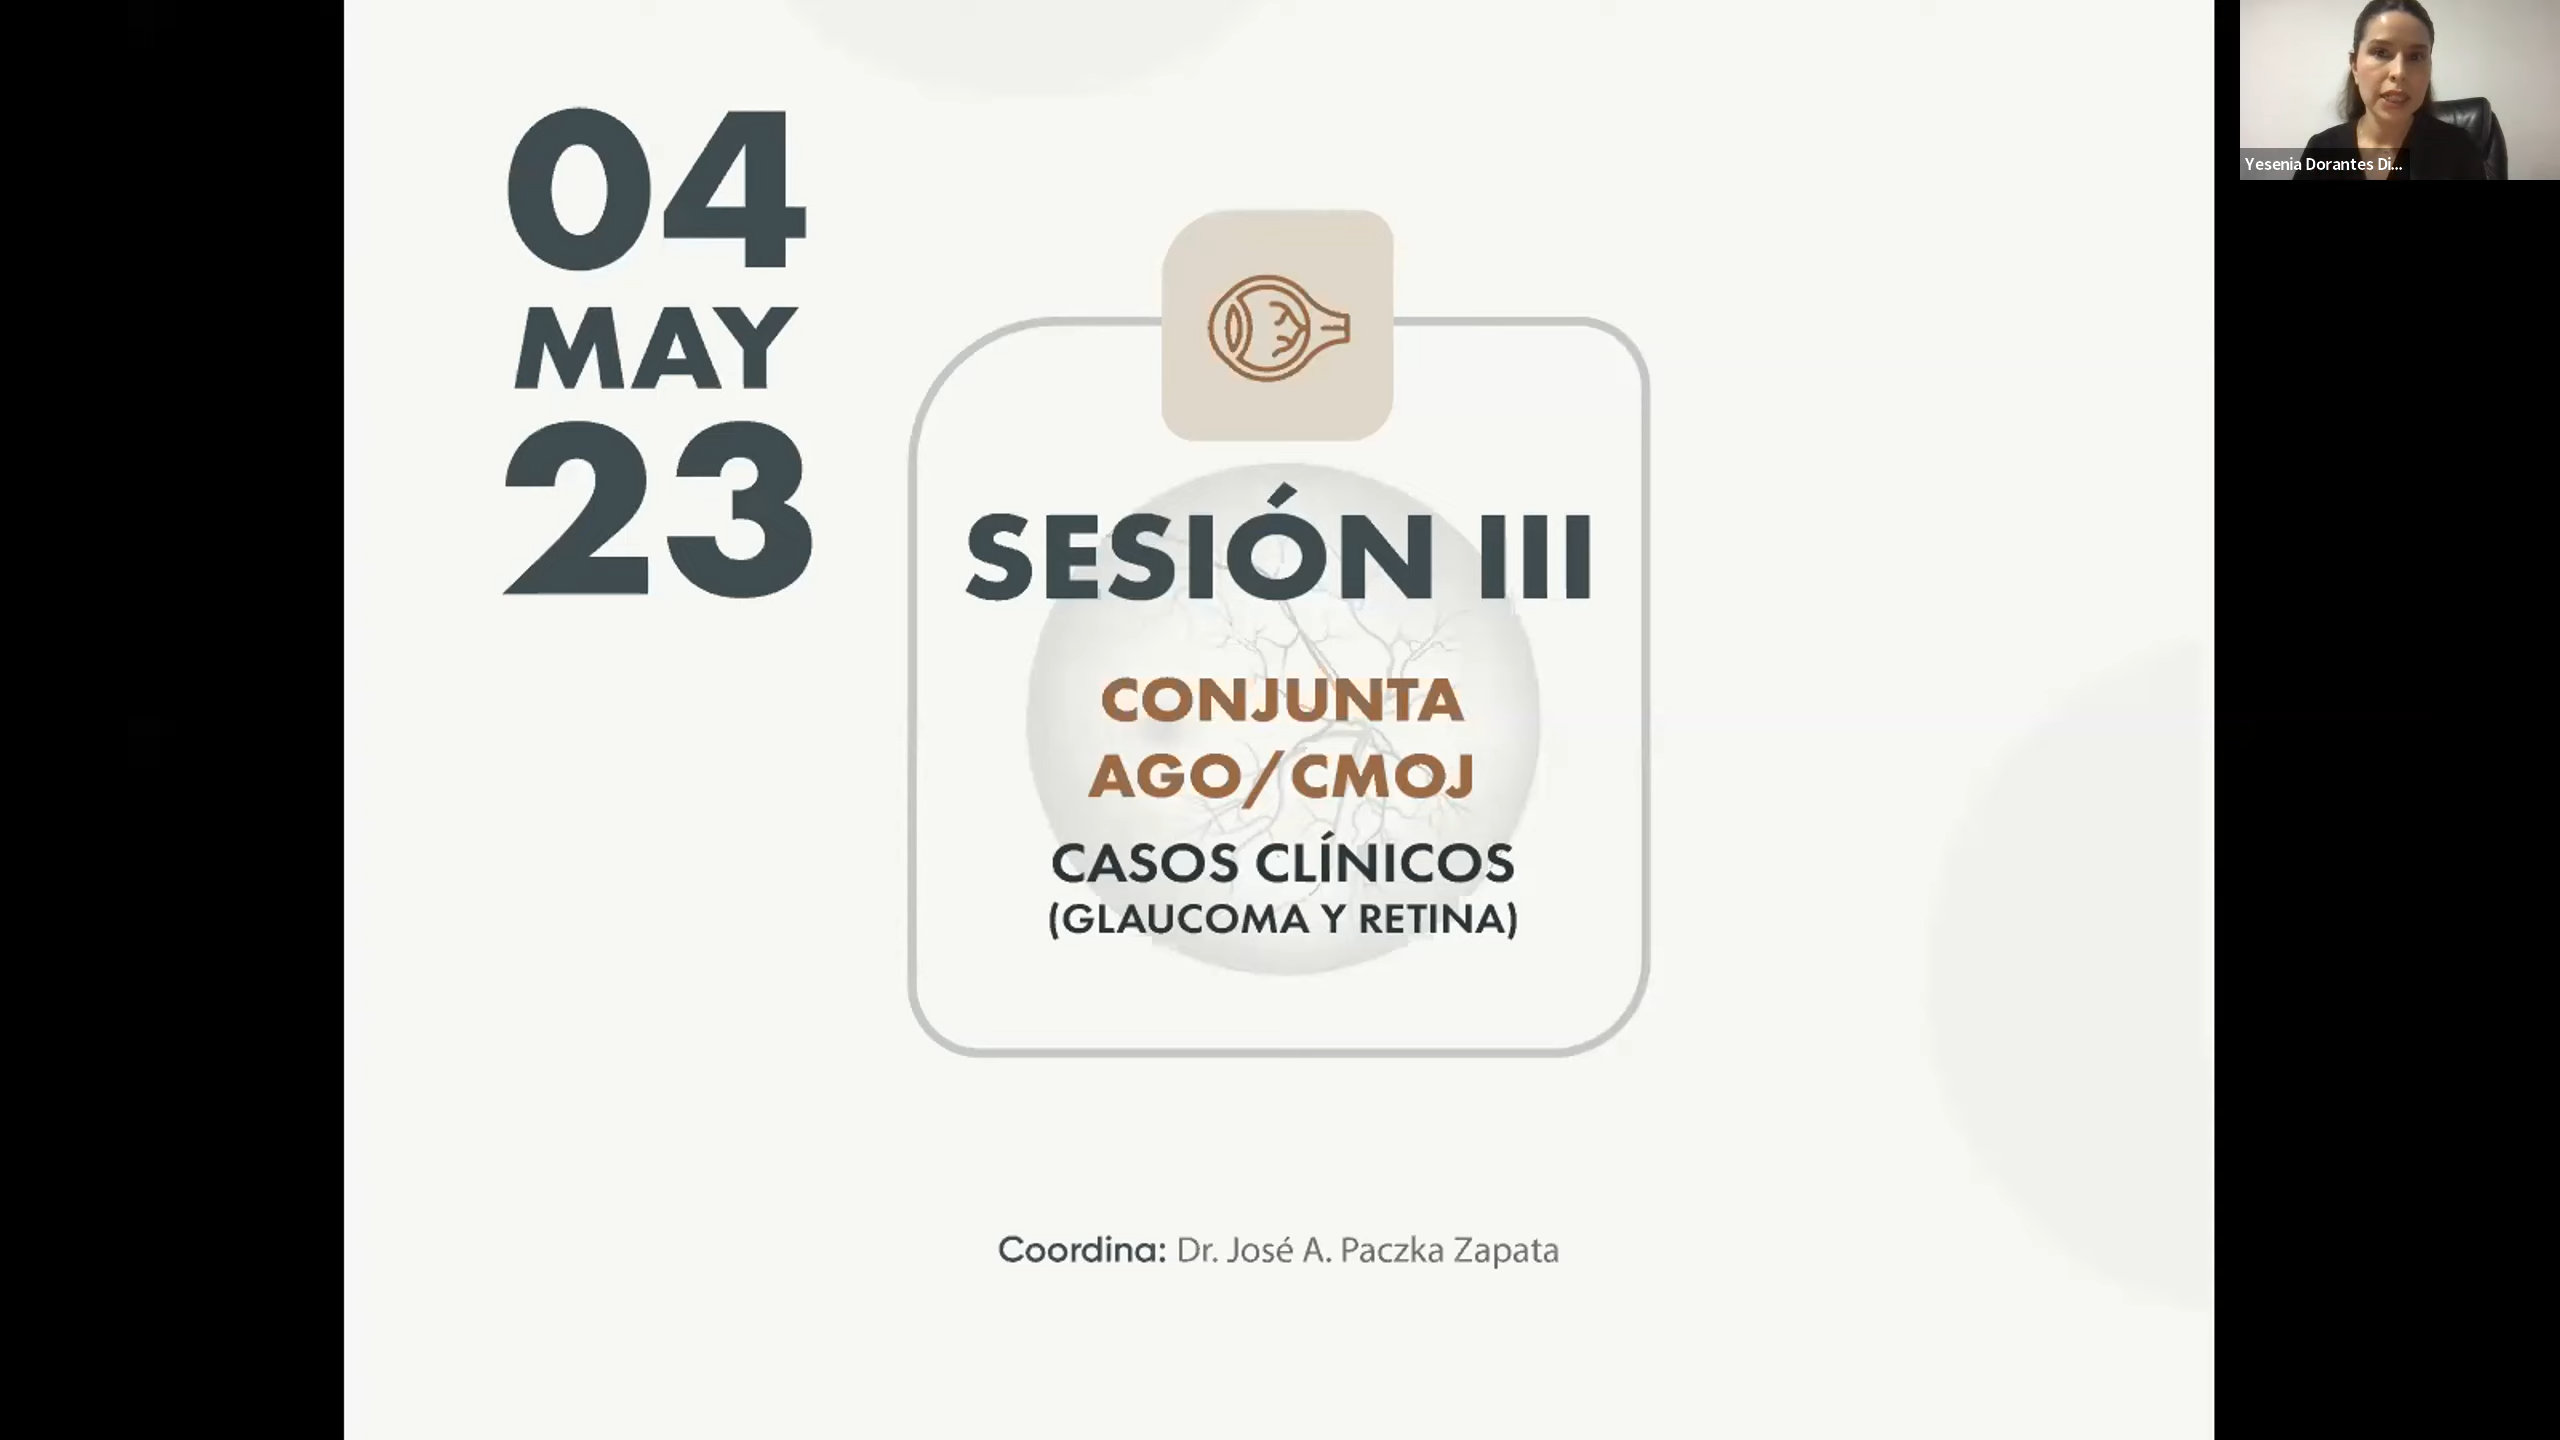 04
MAY
23
SESIÓN III
CONJUNTA
AGO/CMOJ
CASOS CLÍNICOS
(GLAUCOMA Y RETINA)
Coordina: Dr. José A. Paczka Zapata
Yesenia Dorantes Di...